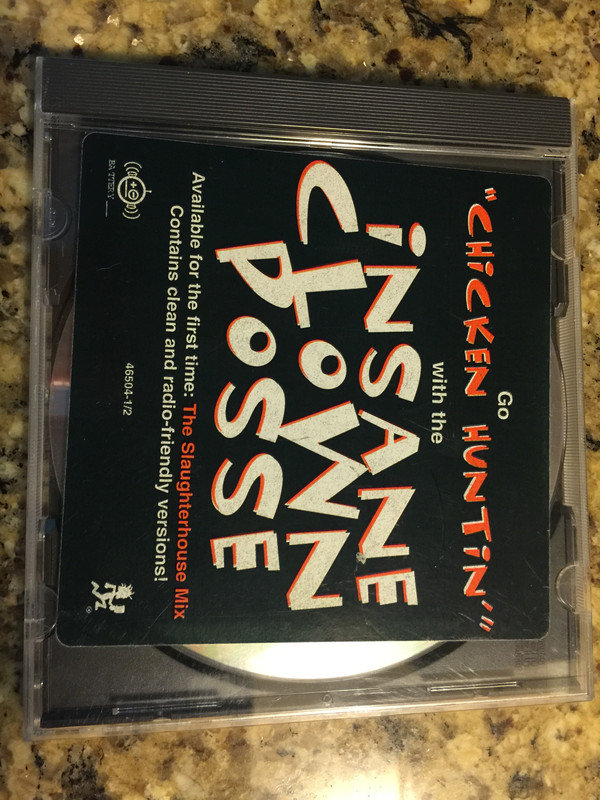 Go
"CHiCKEN HUNTiN'"
with the
iNSANE
CLOWN
POSSE
Available for the first time: The Slaughterhouse Mix
Contains clean and radio-friendly versions!
46504-1/2
BATTERY
®